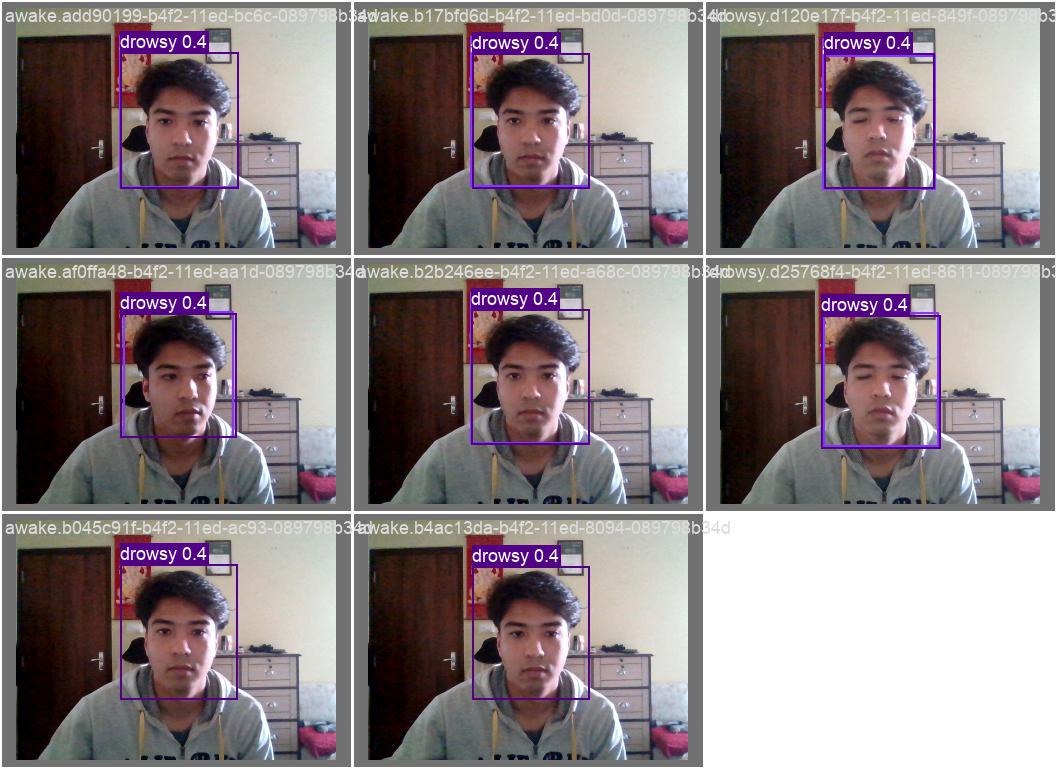 awake.add90199-b4f2-11ed-bc6c-089798b34d
awake.b17bfd6d-b4f2-11ed-bd0d-089798b34d
drowsy.d120e17f-b4f2-11ed-849f-089798b3
drowsy 0.4
drowsy 0.4
drowsy 0.4
awake.af0ffa48-b4f2-11ed-aa1d-089798b34d
awake.b2b246ee-b4f2-11ed-a68c-089798b34d
drowsy.d25768f4-b4f2-11ed-8611-089798b3
drowsy 0.4
drowsy 0.4
drowsy 0.4
awake.b045c91f-b4f2-11ed-ac93-089798b34d
awake.b4ac13da-b4f2-11ed-8094-089798b34d
drowsy 0.4
drowsy 0.4